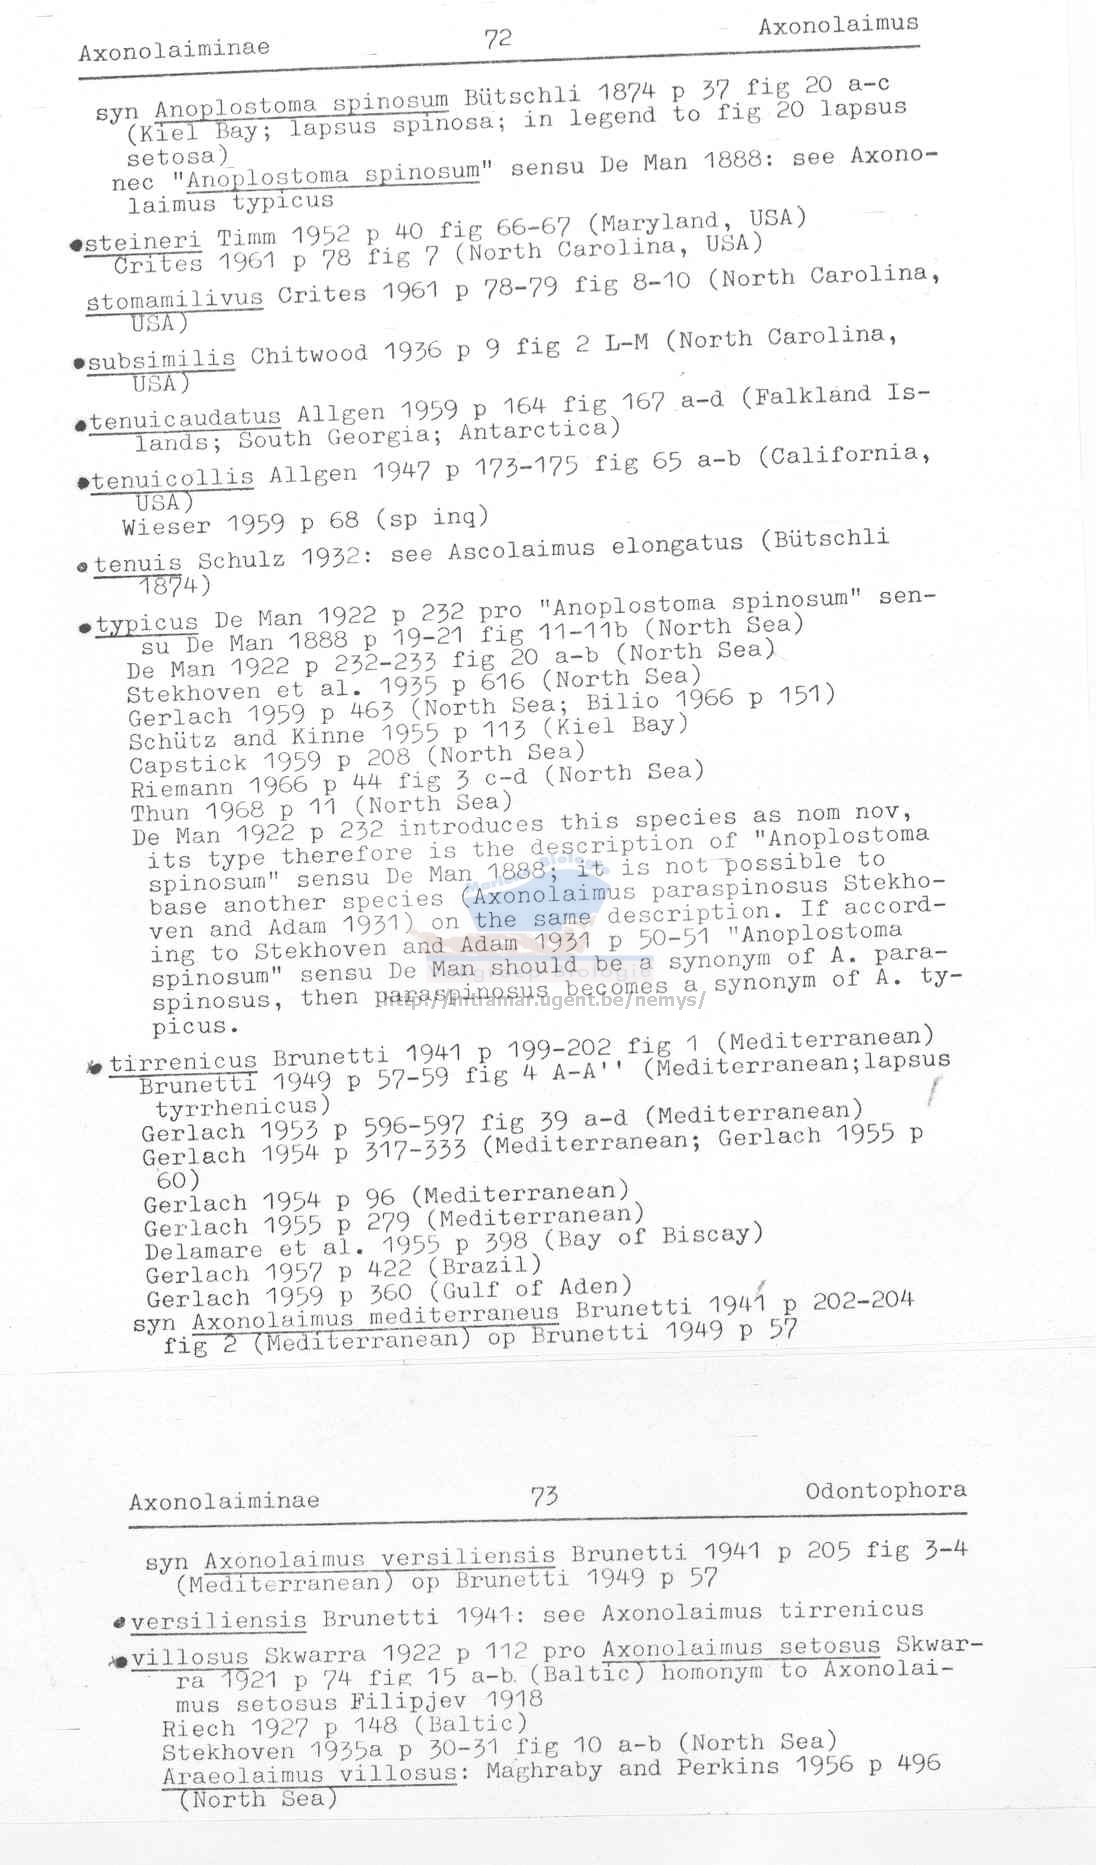 Axonolaiminae 72 Axonolaimus
syn Anoplostoma spinosum Bütschli 1874 p 37 fig 20 a-c
(Kiel Bay; lapsus spinosa; in legend to fig 20 lapsus
setosa)
nec "Anoplostoma spinosum" sensu De Man 1888: see Axono-
laimus typicus
steineri Timm 1952 p 40 fig 66-67 (Maryland, USA)
Crites 1961 p 78 fig 7 (North Carolina, USA)
stomamilivus Crites 1961 p 78-79 fig 8-10 (North Carolina,
USA)
subsimilis Chitwood 1936 p 9 fig 2 L-M (North Carolina,
USA)
tenuicaudatus Allgen 1959 p 164 fig 167 a-d (Falkland Is-
lands; South Georgia; Antarctica)
tenuicollis Allgen 1947 p 173-175 fig 65 a-b (California,
USA)
Wieser 1959 p 68 (sp inq)
tenuis Schulz 1932: see Ascolaimus elongatus (Bütschli
1874)
typicus De Man 1922 p 232 pro "Anoplostoma spinosum" sen-
su De Man 1888 p 19-21 fig 11-11b (North Sea)
De Man 1922 p 232-233 fig 20 a-b (North Sea)
Stekhoven et al. 1935 p 616 (North Sea)
Gerlach 1959 p 463 (North Sea; Bilio 1966 p 151)
Schütz and Kinne 1955 p 113 (Kiel Bay)
Capstick 1959 p 208 (North Sea)
Riemann 1966 p 44 fig 3 c-d (North Sea)
Thun 1968 p 11 (North Sea)
De Man 1922 p 232 introduces this species as nom nov,
its type therefore is the description of "Anoplostoma
spinosum" sensu De Man 1888; it is not possible to
base another species (Axonolaimus paraspinosus Stekho-
ven and Adam 1931) on the same description. If accord-
ing to Stekhoven and Adam 1931 p 50-51 "Anoplostoma
spinosum" sensu De Man should be a synonym of A. para-
spinosus, then paraspinosus becomes a synonym of A. ty-
http://intramar.ugent.be/nemys/
picus.
tirrenicus Brunetti 1941 p 199-202 fig 1 (Mediterranean)
Brunetti 1949 p 57-59 fig 4 A-A'' (Mediterranean;lapsus
tyrrhenicus)
Gerlach 1953 p 596-597 fig 39 a-d (Mediterranean)
Gerlach 1954 p 317-333 (Mediterranean; Gerlach 1955 p
60)
Gerlach 1954 p 96 (Mediterranean)
Gerlach 1955 p 279 (Mediterranean)
Delamare et al. 1955 p 398 (Bay of Biscay)
Gerlach 1957 p 422 (Brazil)
Gerlach 1959 p 360 (Gulf of Aden)
syn Axonolaimus mediterraneus Brunetti 1941 p 202-204
fig 2 (Mediterranean) op Brunetti 1949 p 57
Axonolaiminae 73 Odontophora
syn Axonolaimus versiliensis Brunetti 1941 p 205 fig 3-4
(Mediterranean) op Brunetti 1949 p 57
versiliensis Brunetti 1941: see Axonolaimus tirrenicus
villosus Skwarra 1922 p 112 pro Axonolaimus setosus Skwar-
ra 1921 p 74 fig 15 a-b (Baltic) homonym to Axonolai-
mus setosus Filipjev 1918
Riech 1927 p 148 (Baltic)
Stekhoven 1935a p 30-31 fig 10 a-b (North Sea)
Araeolaimus villosus: Maghraby and Perkins 1956 p 496
(North Sea)